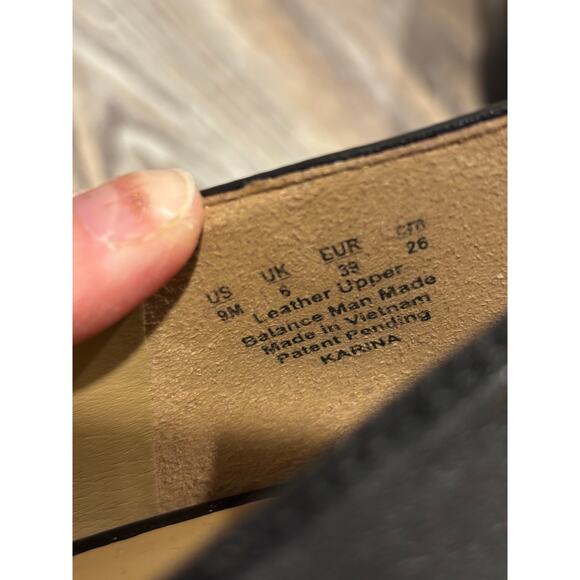 US UK EUR cm
9M 6 39 26
Leather Upper
Balance Man Made
Made in Vietnam
Patent Pending
KARINA